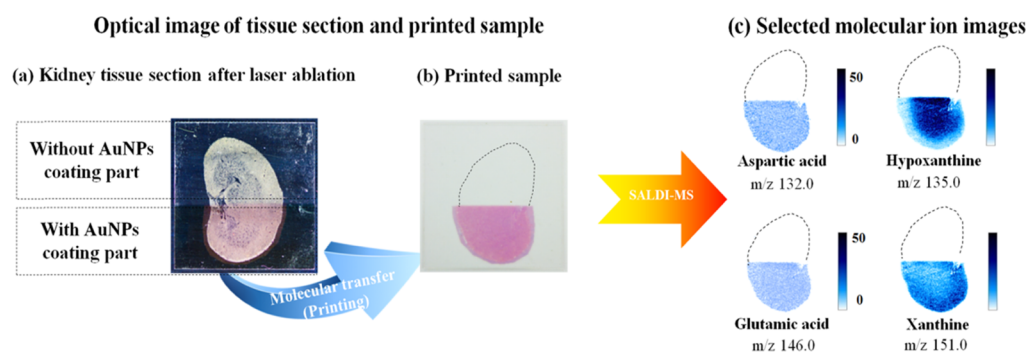 Optical image of tissue section and printed sample
(a) Kidney tissue section after laser ablation
(b) Printed sample
Without AuNPs
coating part
With AuNPs
coating part
Molecular transfer
(Printing)
SALDI-MS
(c) Selected molecular ion images
50
0
Aspartic acid
m/z 132.0
Hypoxanthine
m/z 135.0
50
0
Glutamic acid
m/z 146.0
Xanthine
m/z 151.0